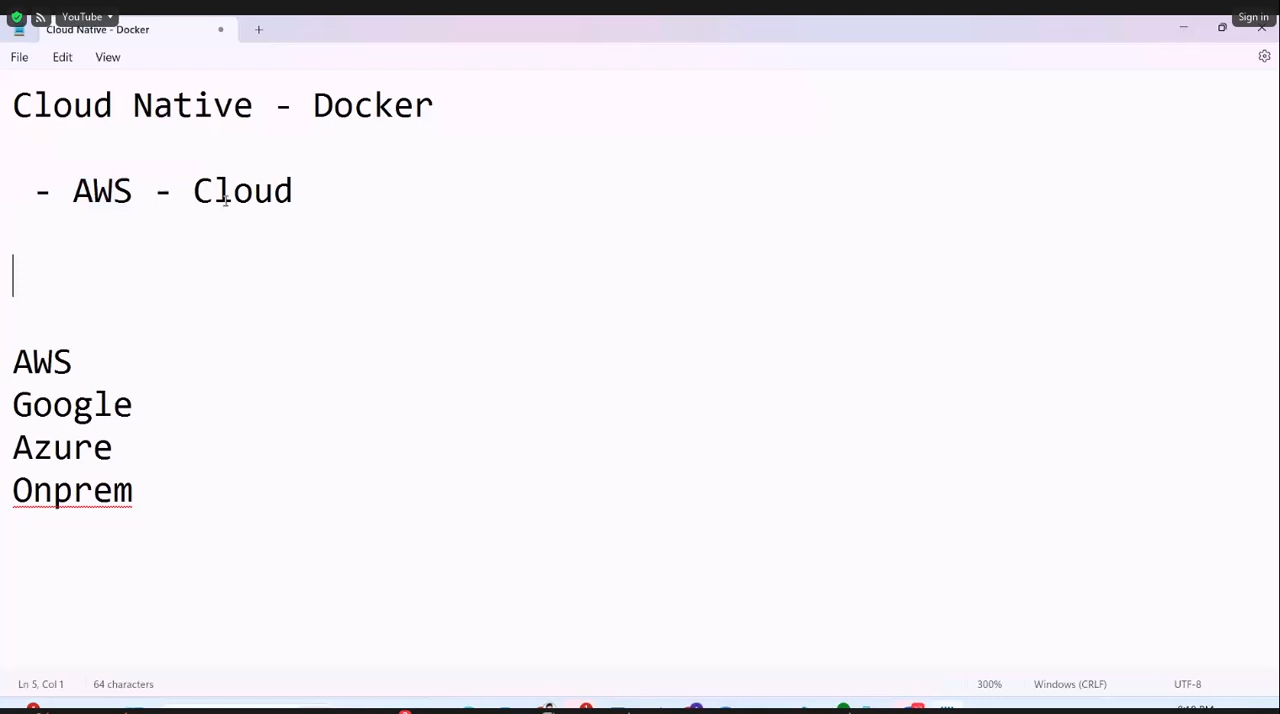 YouTube
Sign in
Cloud Native - Docker
File Edit View
Cloud Native - Docker
- AWS - Cloud
AWS
Google
Azure
Onprem
Ln 5, Col 1 64 characters 300% Windows (CRLF) UTF-8